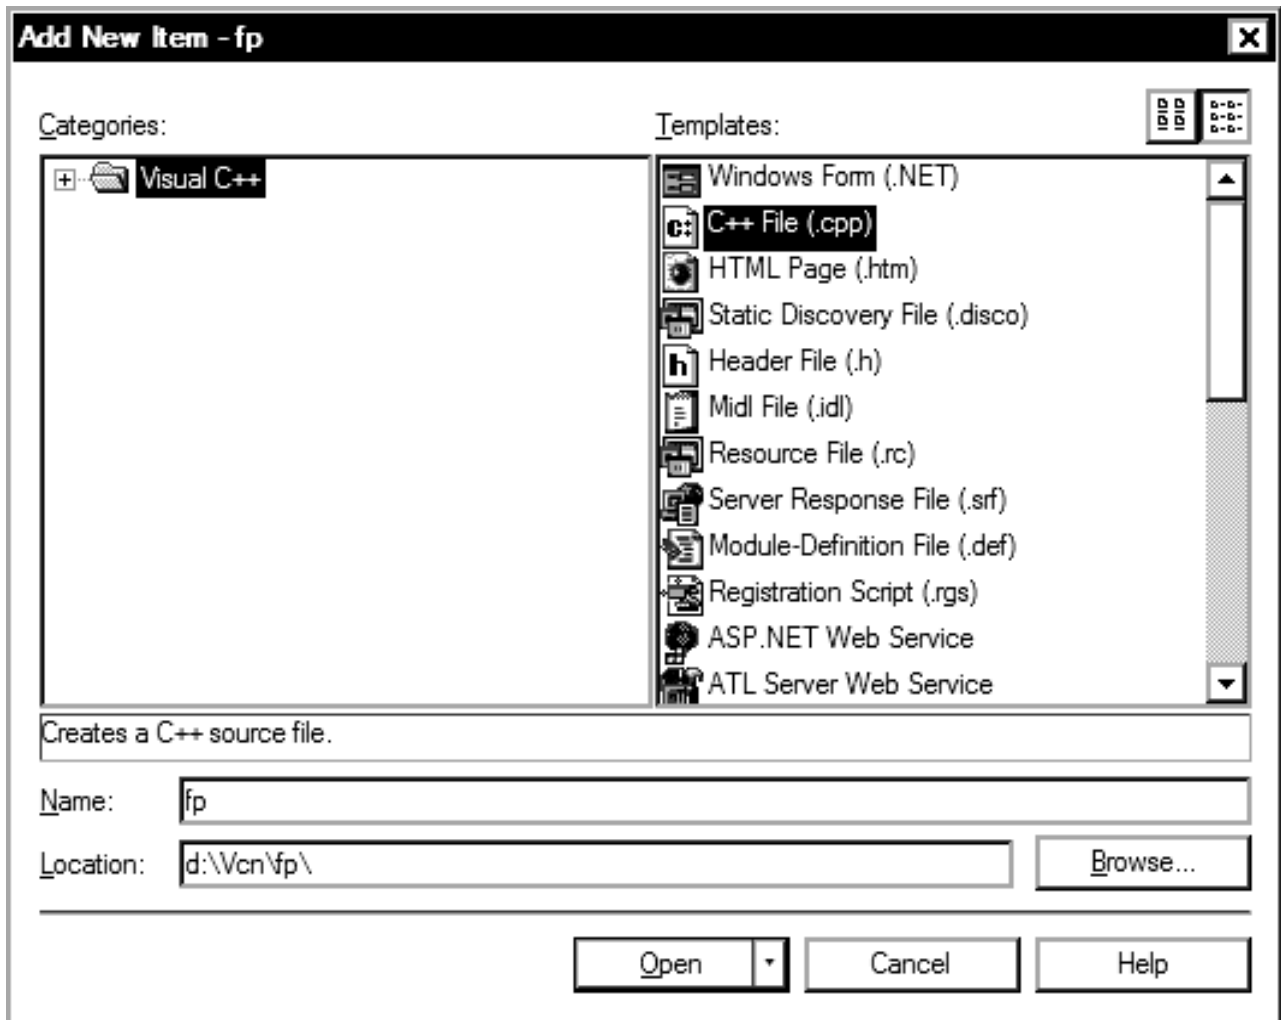 Add New Item - fp
Categories:
Templates:
Visual C++
Windows Form (.NET)
C++ File (.cpp)
HTML Page (.htm)
Static Discovery File (.disco)
Header File (.h)
Midl File (.idl)
Resource File (.rc)
Server Response File (.srf)
Module-Definition File (.def)
Registration Script (.rgs)
ASP.NET Web Service
ATL Server Web Service
Creates a C++ source file.
Name: fp
Location: d:\Vcn\fp\ Browse...
Open Cancel Help